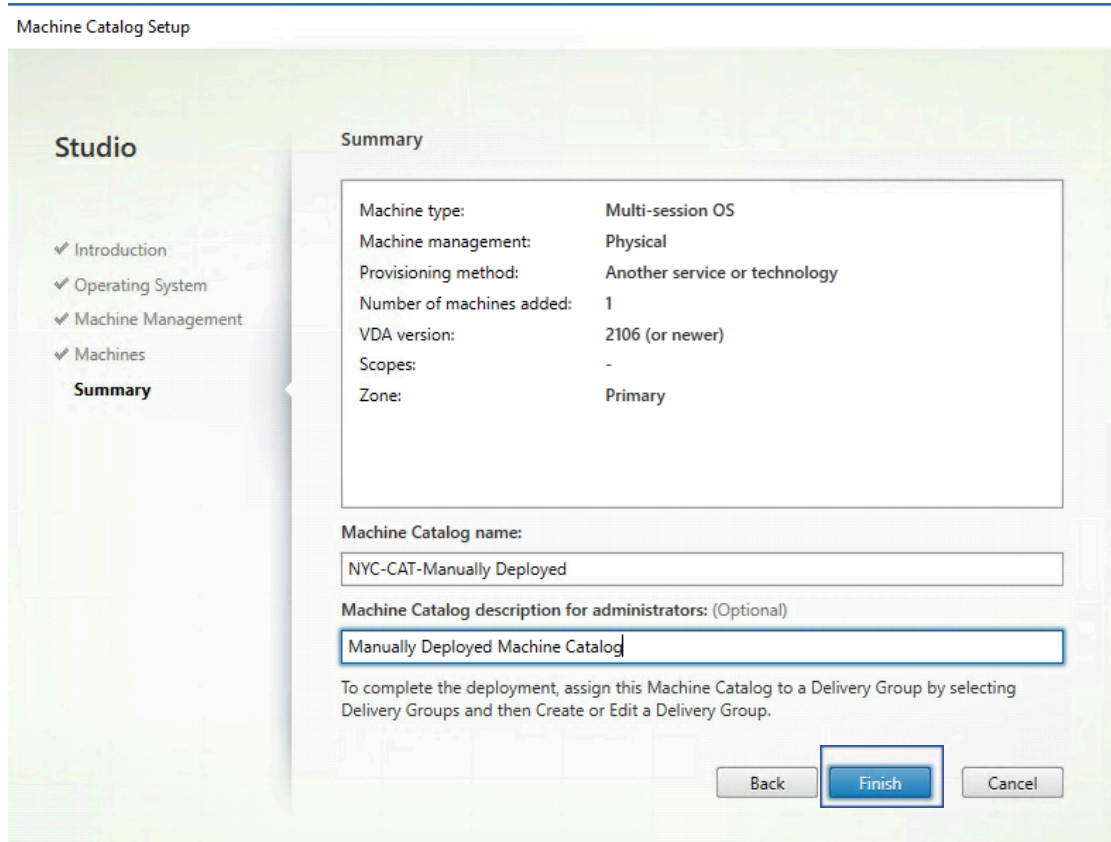 Machine Catalog Setup
Studio
Introduction
Operating System
Machine Management
Machines
Summary
Summary
Machine type: Multi-session OS
Machine management: Physical
Provisioning method: Another service or technology
Number of machines added: 1
VDA version: 2106 (or newer)
Scopes: -
Zone: Primary
Machine Catalog name:
NYC-CAT-Manually Deployed
Machine Catalog description for administrators: (Optional)
Manually Deployed Machine Catalog
To complete the deployment, assign this Machine Catalog to a Delivery Group by selecting
Delivery Groups and then Create or Edit a Delivery Group.
Back Finish Cancel